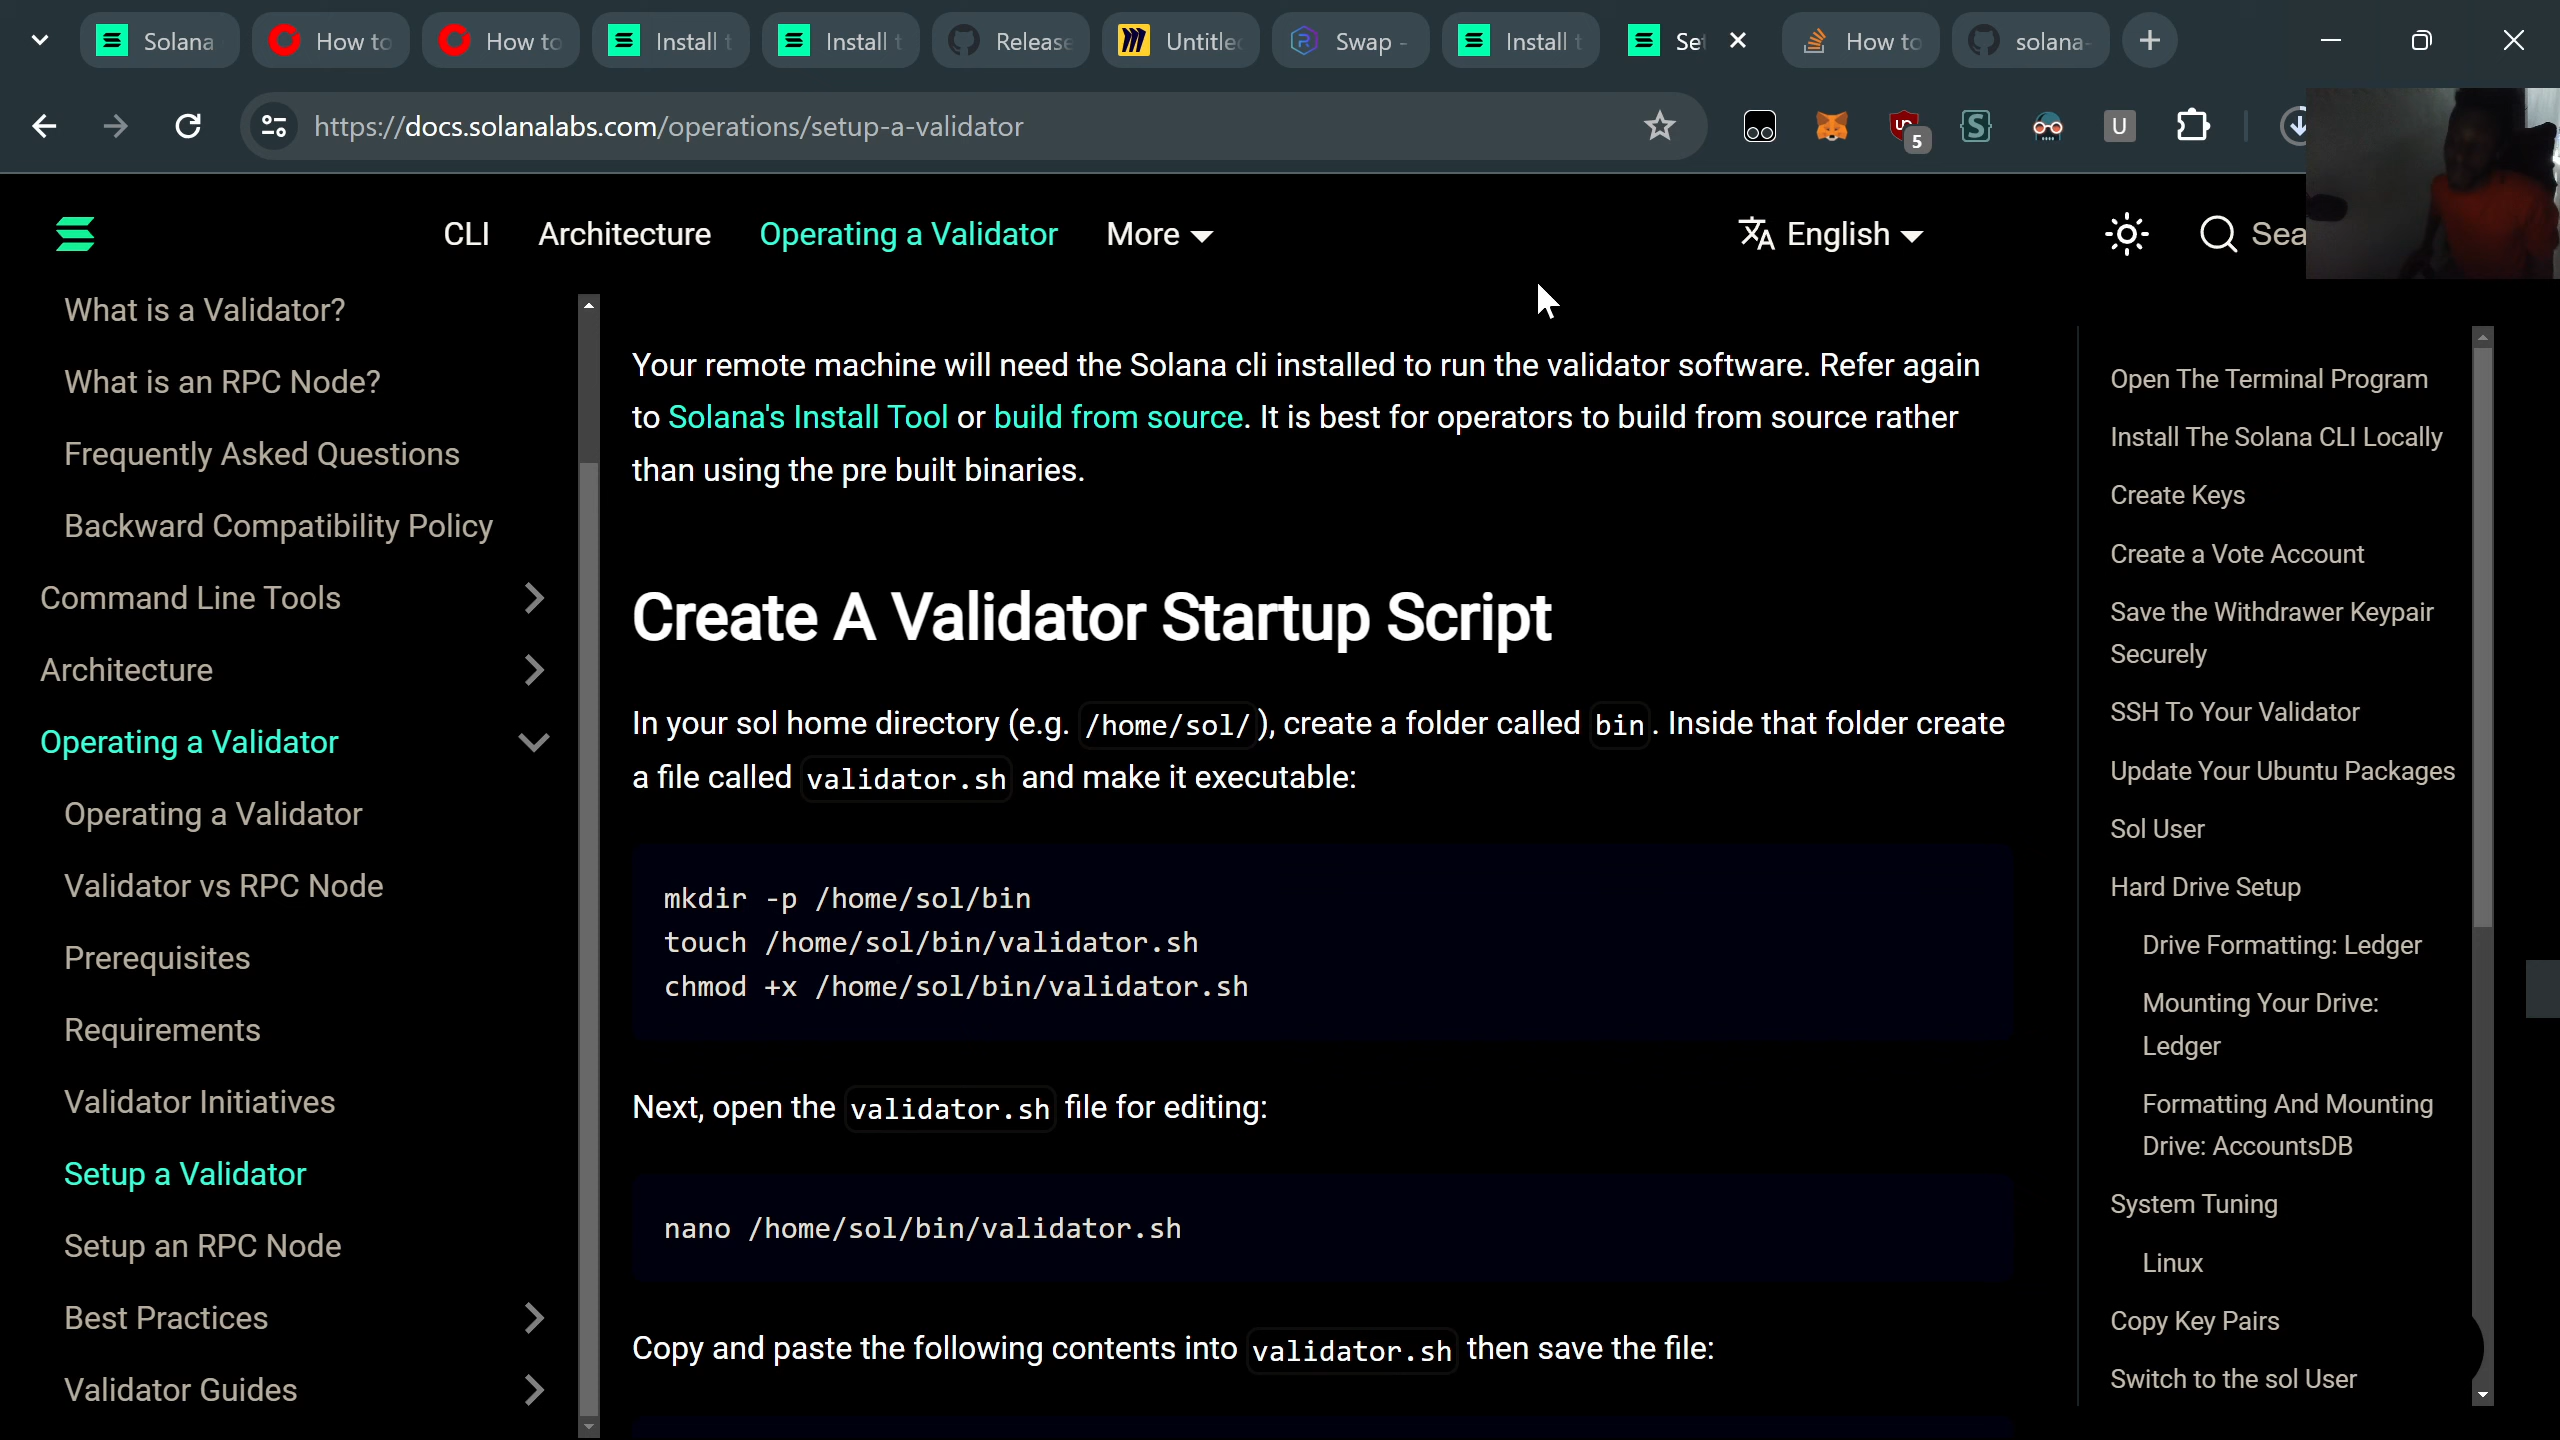 Solana
How to
How to
Install t
Install t
Release
Untitle
Swap -
Install t
Se
How to
solana-
https://docs.solanalabs.com/operations/setup-a-validator
5
U
CLI
Architecture
Operating a Validator
More
English
Sea
What is a Validator?
What is an RPC Node?
Frequently Asked Questions
Backward Compatibility Policy
Command Line Tools
Architecture
Operating a Validator
Operating a Validator
Validator vs RPC Node
Prerequisites
Requirements
Validator Initiatives
Setup a Validator
Setup an RPC Node
Best Practices
Validator Guides
Your remote machine will need the Solana cli installed to run the validator software. Refer again
to Solana's Install Tool or build from source. It is best for operators to build from source rather
than using the pre built binaries.
Create A Validator Startup Script
In your sol home directory (e.g. /home/sol/), create a folder called bin. Inside that folder create
a file called validator.sh and make it executable:
mkdir -p /home/sol/bin
touch /home/sol/bin/validator.sh
chmod +x /home/sol/bin/validator.sh
Next, open the validator.sh file for editing:
nano /home/sol/bin/validator.sh
Copy and paste the following contents into validator.sh then save the file:
Open The Terminal Program
Install The Solana CLI Locally
Create Keys
Create a Vote Account
Save the Withdrawer Keypair
Securely
SSH To Your Validator
Update Your Ubuntu Packages
Sol User
Hard Drive Setup
Drive Formatting: Ledger
Mounting Your Drive:
Ledger
Formatting And Mounting
Drive: AccountsDB
System Tuning
Linux
Copy Key Pairs
Switch to the sol User